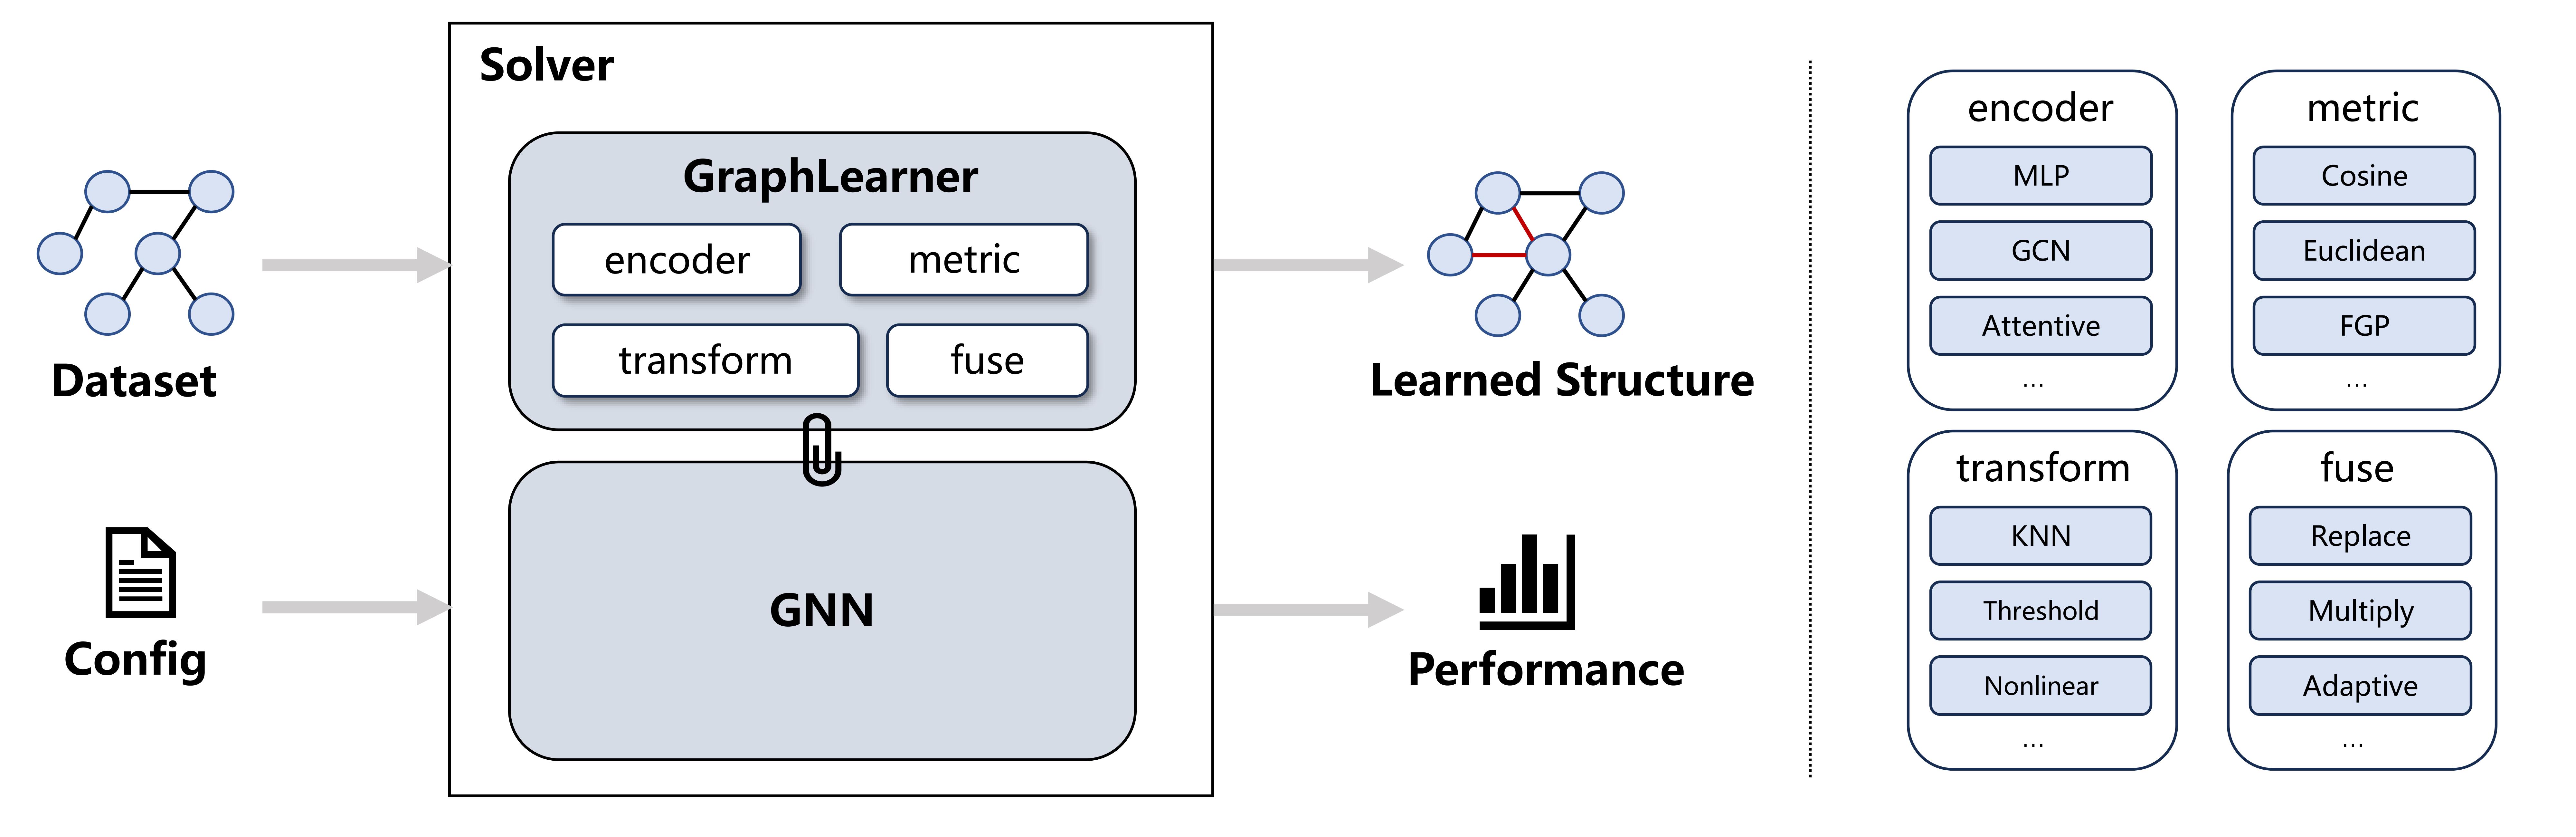 Solver
GraphLearner
encoder
metric
transform
fuse
GNN
Dataset
Config
Learned Structure
Performance
encoder
MLP
GCN
Attentive
...
metric
Cosine
Euclidean
FGP
...
transform
KNN
Threshold
Nonlinear
...
fuse
Replace
Multiply
Adaptive
...